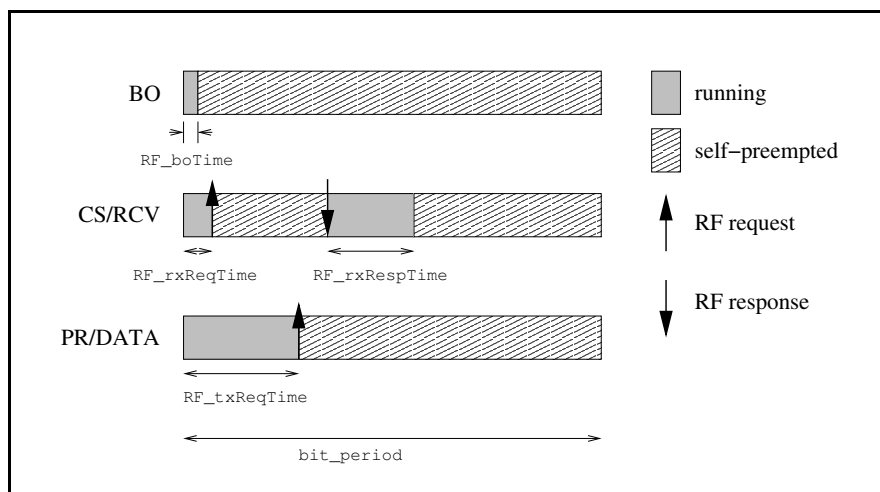 BO
running
RF_boTime
self-preempted
CS/RCV
RF request
RF_rxReqTime
RF_rxRespTime
RF response
PR/DATA
RF_txReqTime
bit_period